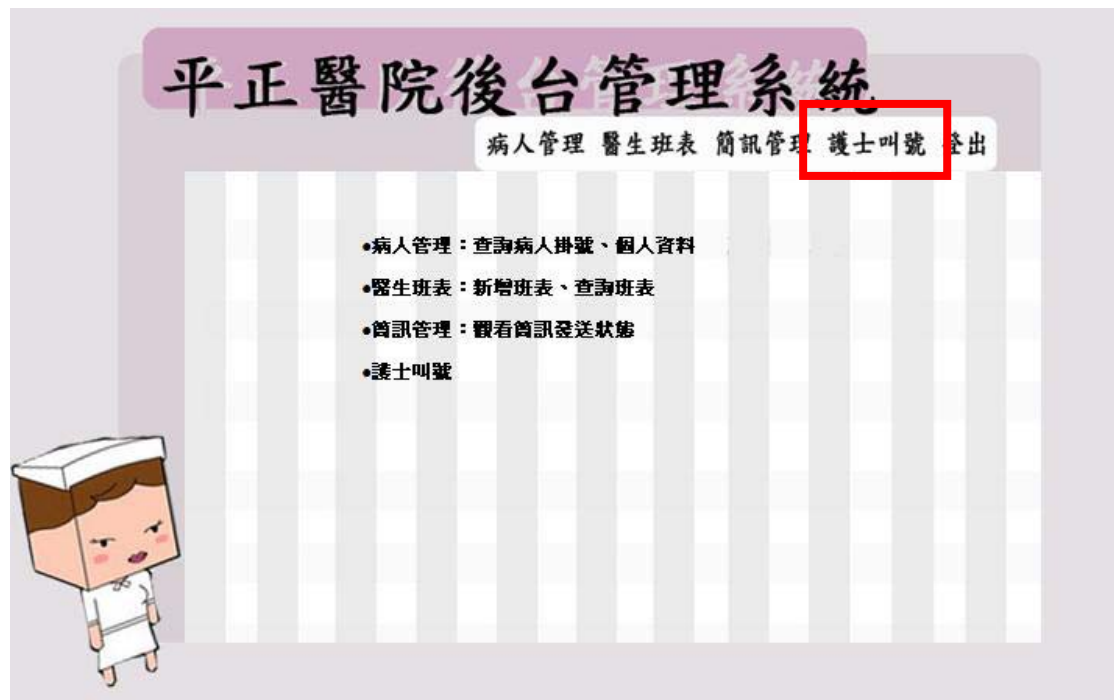 平正醫院後台管理系統
病人管理 醫生班表 簡訊管理 護士叫號 登出
•病人管理：查詢病人掛號、個人資料
•醫生班表：新增班表、查詢班表
•簡訊管理：觀看簡訊發送狀態
•護士叫號